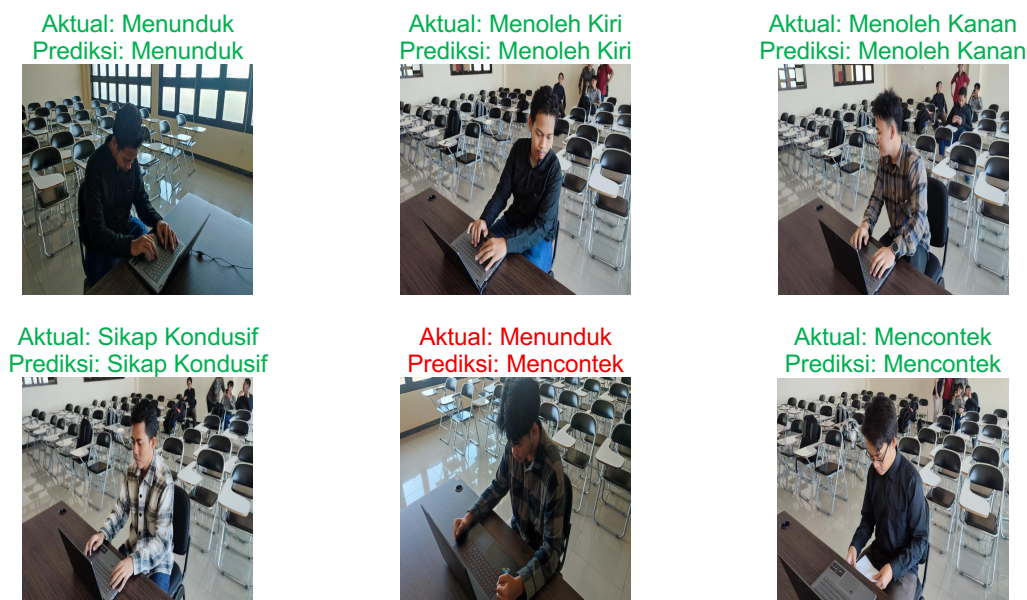 Aktual: Menunduk
Prediksi: Menunduk
Aktual: Menoleh Kiri
Prediksi: Menoleh Kiri
Aktual: Menoleh Kanan
Prediksi: Menoleh Kanan
Aktual: Sikap Kondusif
Prediksi: Sikap Kondusif
Aktual: Menunduk
Prediksi: Mencontek
Aktual: Mencontek
Prediksi: Mencontek